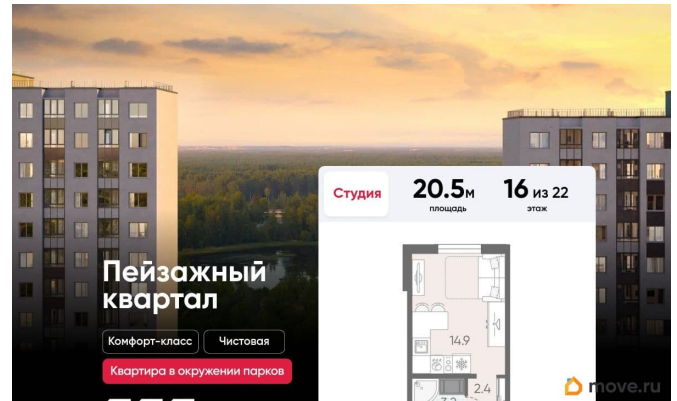 Студия
20.5м
площадь
16 из 22
этаж
Пейзажный
квартал
Комфорт-класс
Чистовая
Квартира в окружении парков
14.9
2.4
move.ru